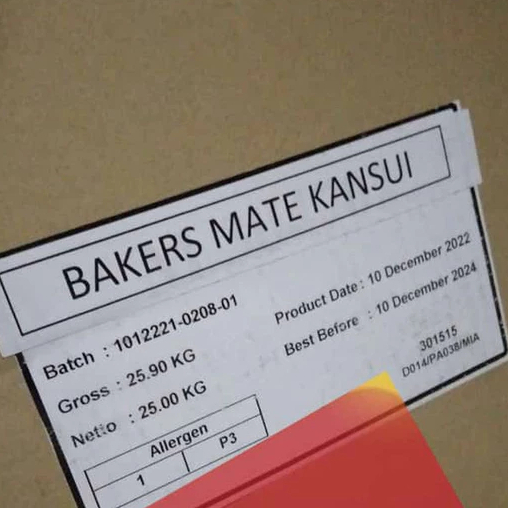 BAKERS MATE KANSUI
Batch : 1012221-0208-01
Gross : 25.90 KG
Netto : 25.00 KG
Product Date : 10 December 2022
Best Before : 10 December 2024
301515
D014/PA038/MIA
Allergen
1 P3